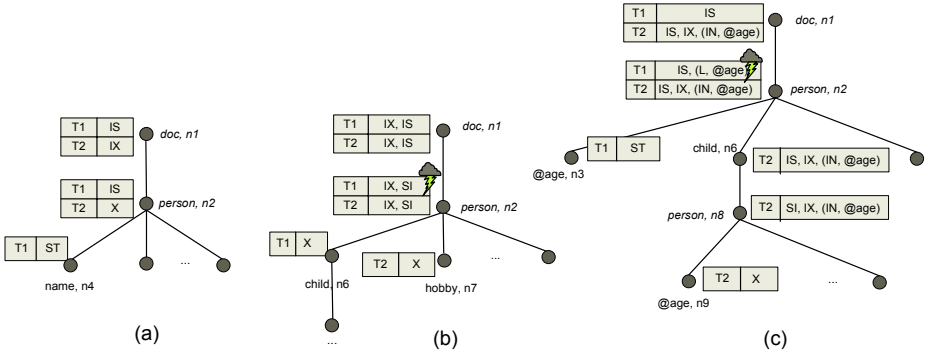 T1 IS
T2 IX
doc, n1
T1 IS
T2 X
person, n2
T1 ST
...
name, n4
(a)
T1 IX, IS
T2 IX, IS
doc, n1
T1 IX, SI
T2 IX, SI
person, n2
T1 X
T2 X
...
child, n6
hobby, n7
...
(b)
T1 IS
T2 IS, IX, (IN, @age)
doc, n1
T1 IS, (L, @age)
T2 IS, IX, (IN, @age)
person, n2
T1 ST
@age, n3
child, n6
T2 IS, IX, (IN, @age)
person, n8
T2 SI, IX, (IN, @age)
T2 X
...
@age, n9
(c)